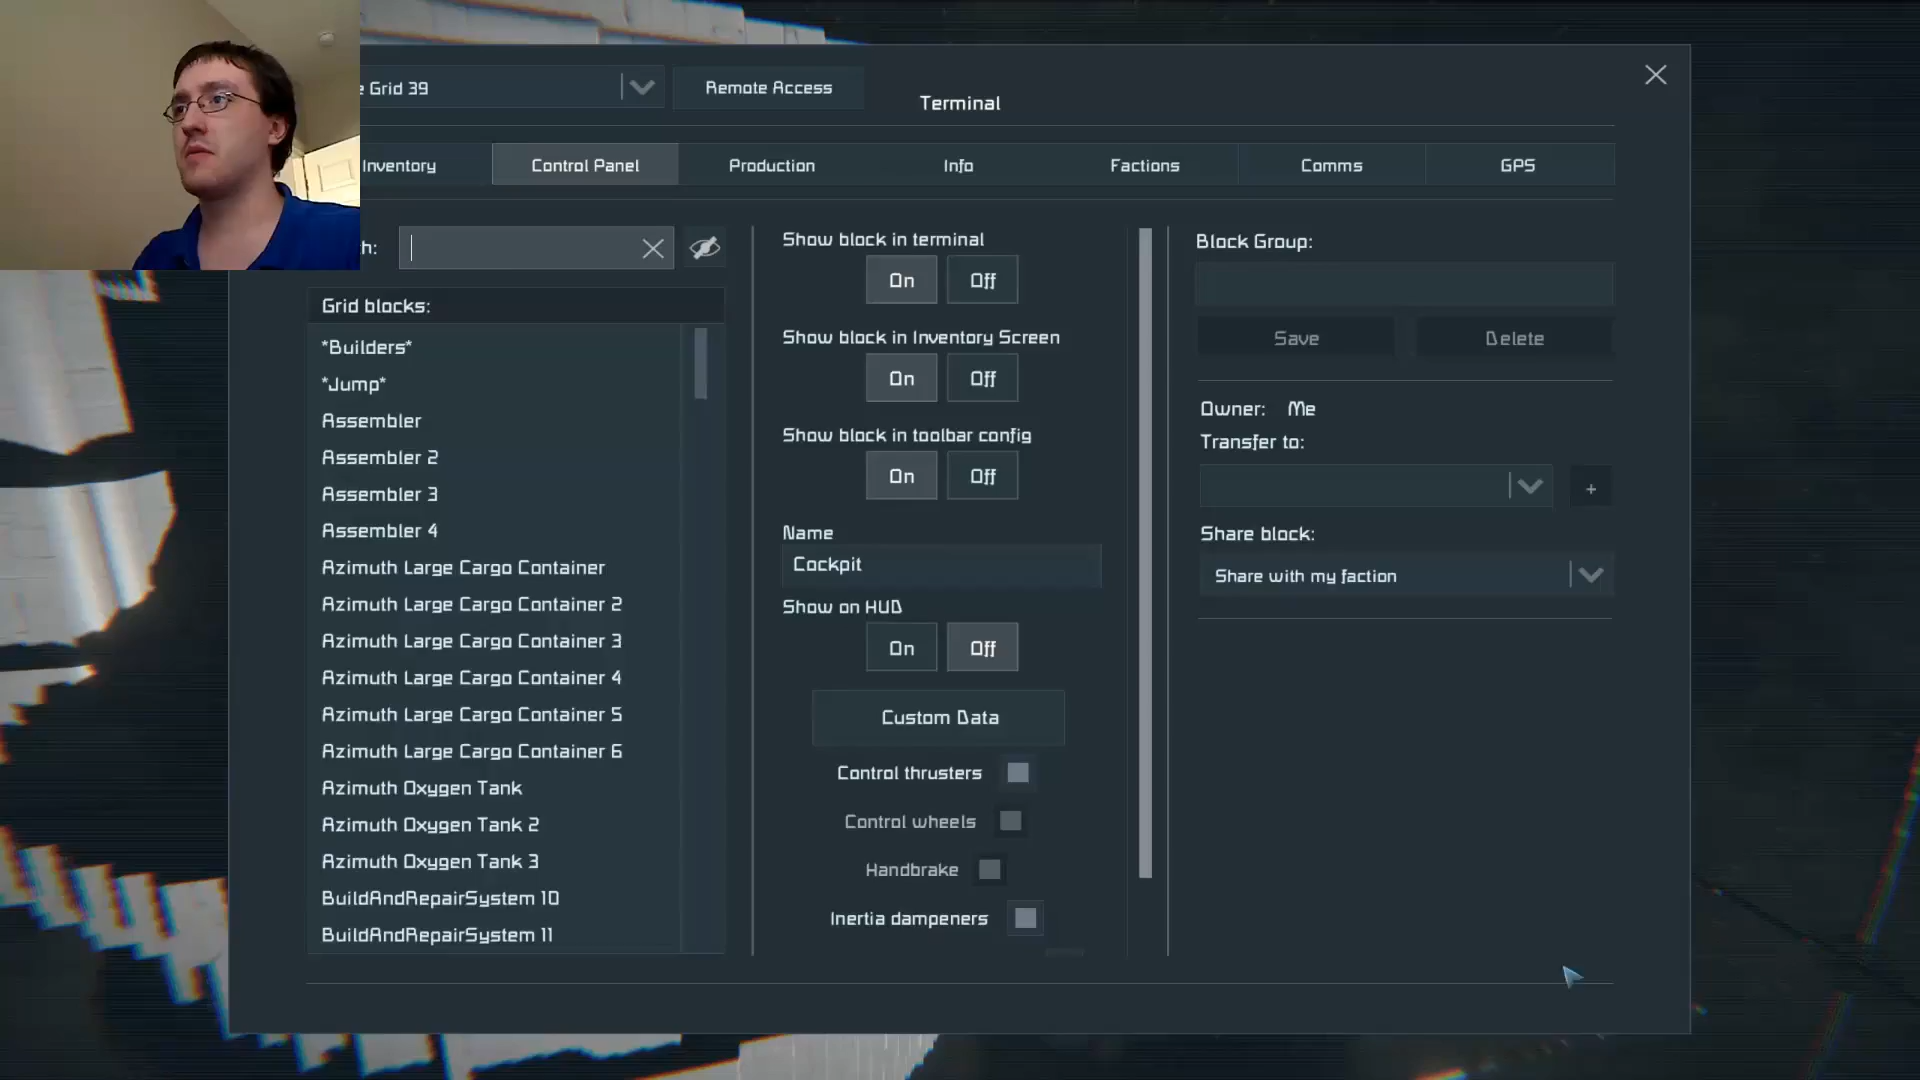 e Grid 39
Remote Access
Terminal
Inventory
Control Panel
Production
Info
Factions
Comms
GPS
h:
Grid blocks:
*Builders*
*Jump*
Assembler
Assembler 2
Assembler 3
Assembler 4
Azimuth Large Cargo Container
Azimuth Large Cargo Container 2
Azimuth Large Cargo Container 3
Azimuth Large Cargo Container 4
Azimuth Large Cargo Container 5
Azimuth Large Cargo Container 6
Azimuth Oxygen Tank
Azimuth Oxygen Tank 2
Azimuth Oxygen Tank 3
BuildAndRepairSystem 10
BuildAndRepairSystem 11
Show block in terminal
On Off
Show block in Inventory Screen
On Off
Show block in toolbar config
On Off
Name
Cockpit
Show on HUD
On Off
Custom Data
Control thrusters
Control wheels
Handbrake
Inertia dampeners
Block Group:
Save Delete
Owner: Me
Transfer to:
+
Share block:
Share with my faction